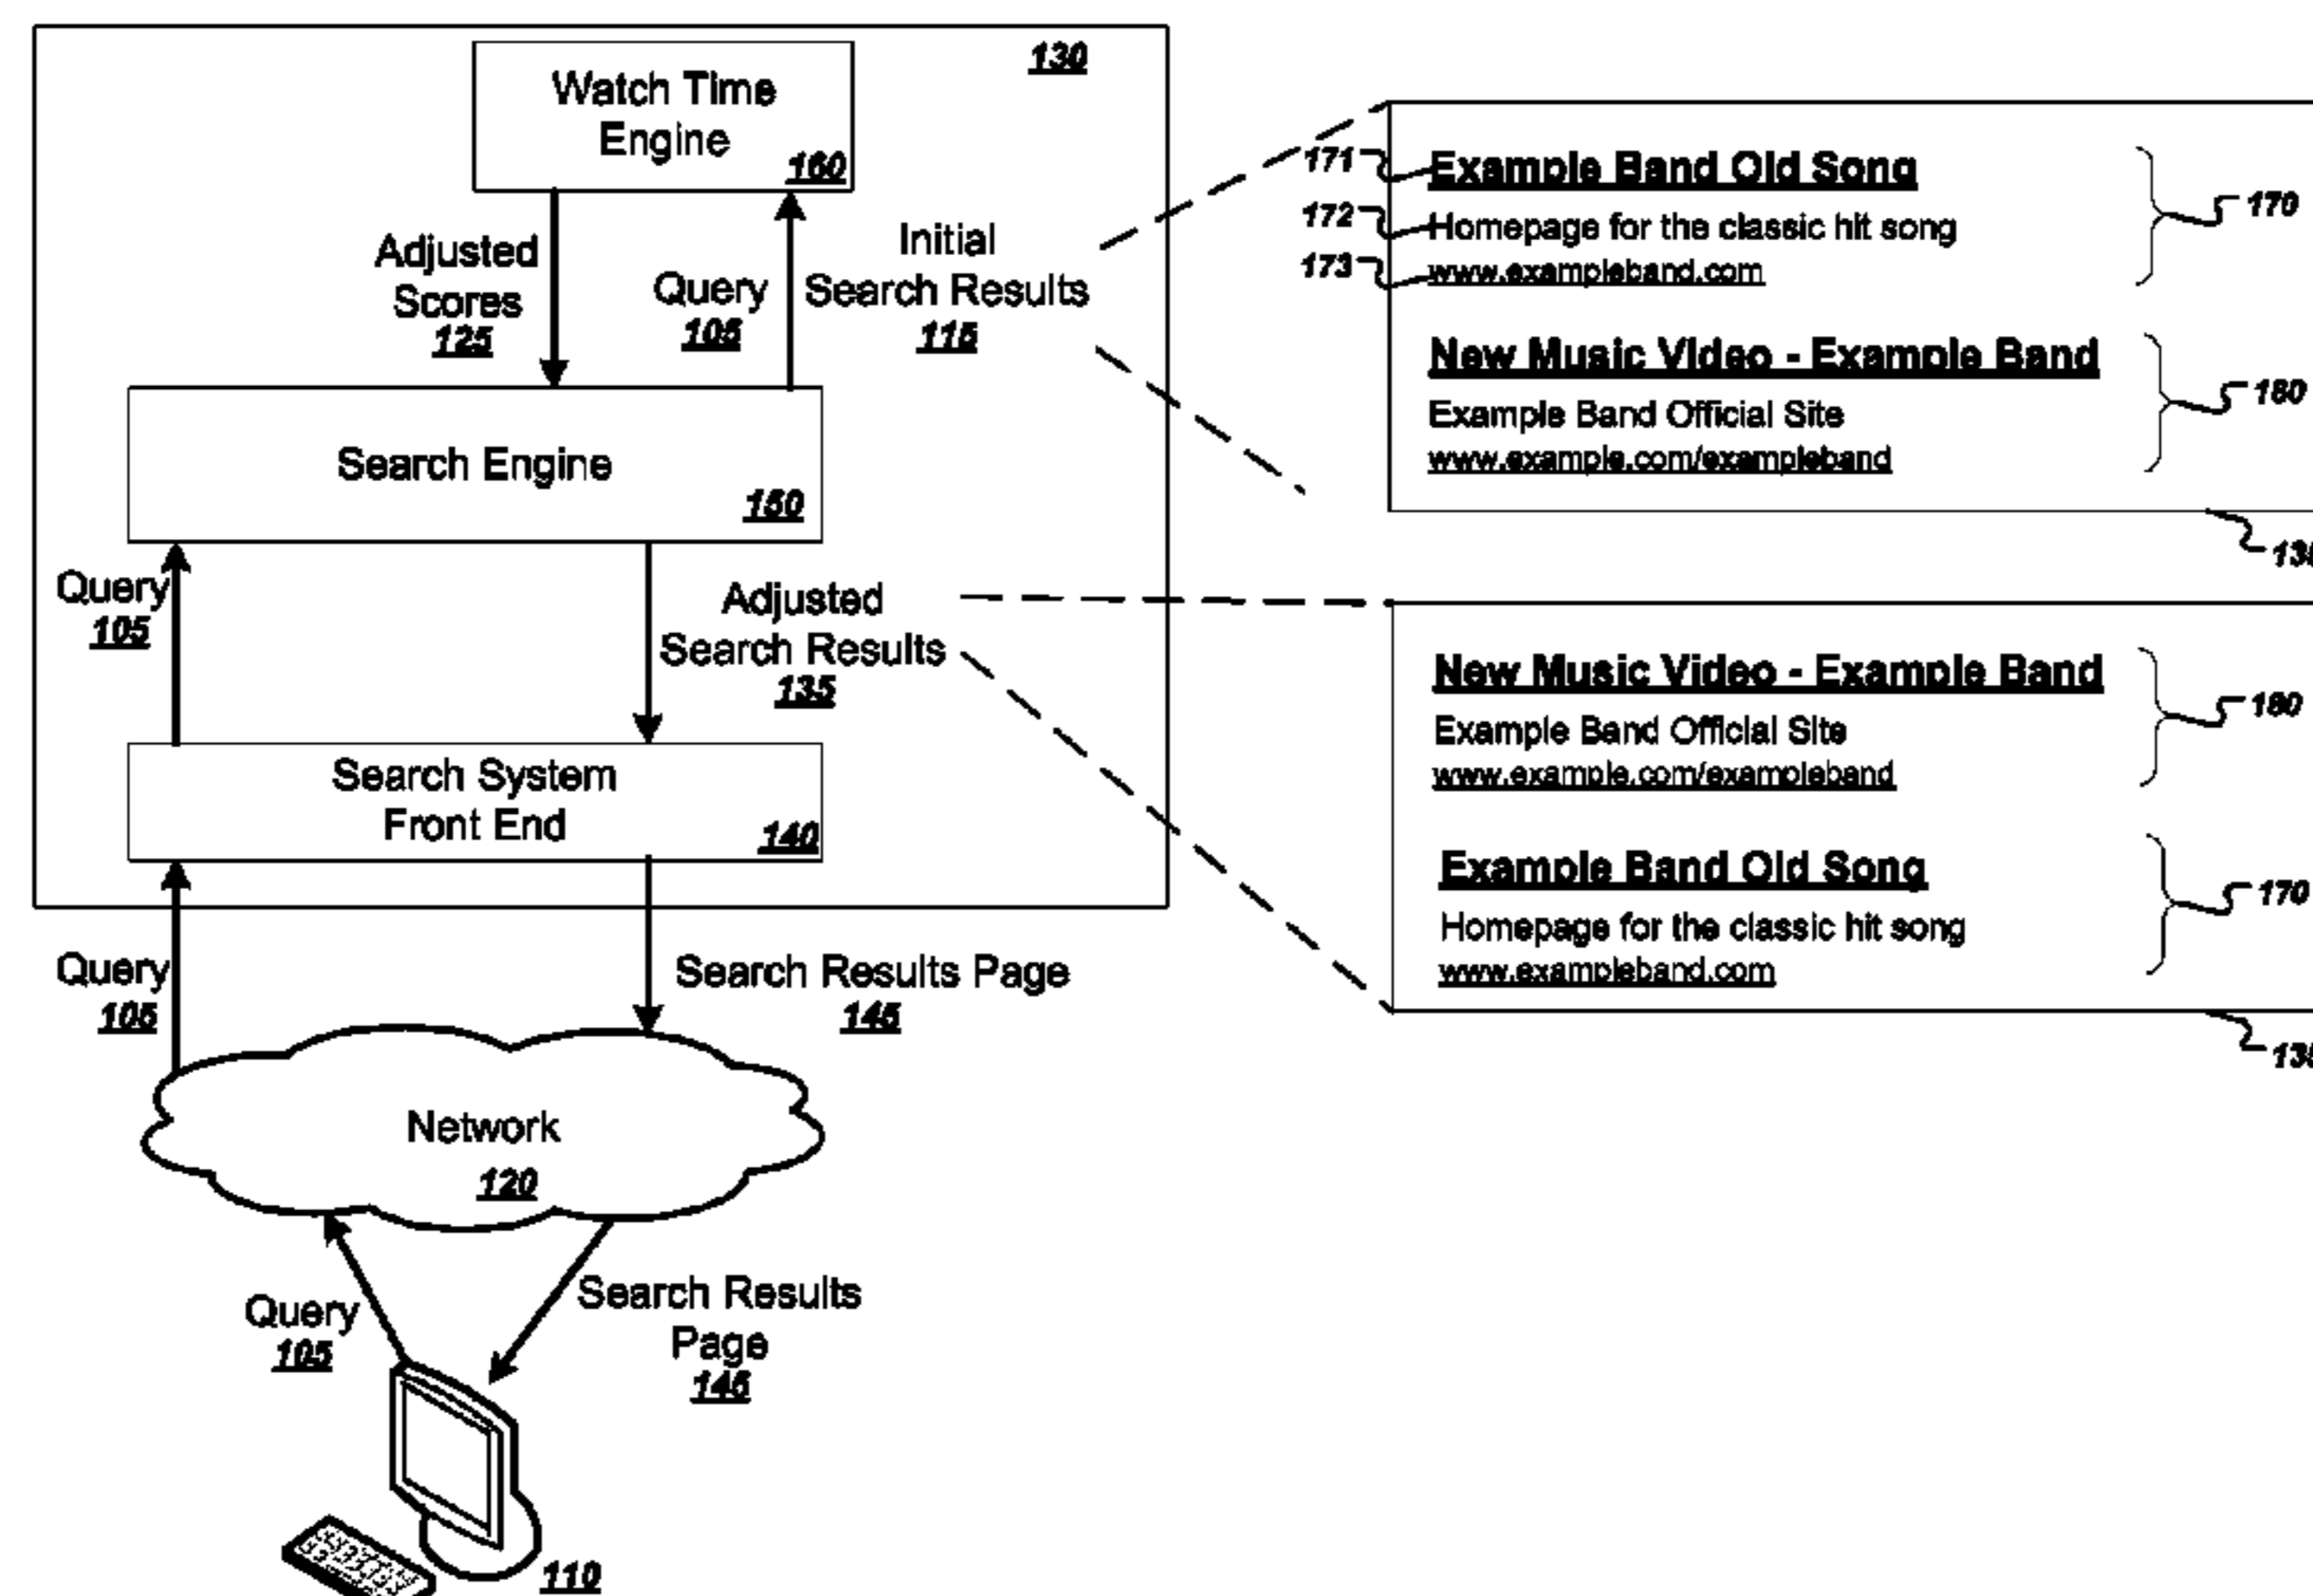 130
Watch Time
Engine
160
Adjusted
Scores
125
Query
105
Initial
Search Results
115
Search Engine
150
Query
105
Adjusted
Search Results
135
Search System
Front End
140
Query
105
Search Results Page
145
Network
120
Query
105
Search Results
Page
145
110
171
Example Band Old Song
170
172
Homepage for the classic hit song
173
www.exampleband.com
New Music Video - Example Band
180
Example Band Official Site
www.example.com/exampleband
New Music Video - Example Band
180
Example Band Official Site
www.example.com/exampleband
Example Band Old Song
170
Homepage for the classic hit song
www.exampleband.com